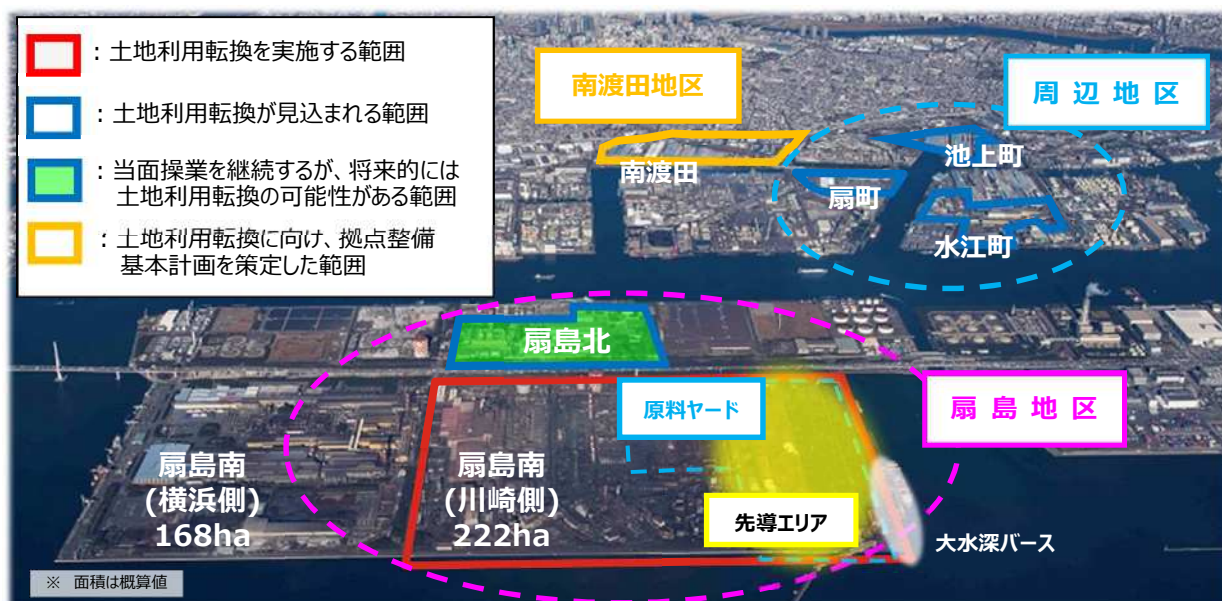 ：土地利用転換を実施する範囲
：土地利用転換が見込まれる範囲
：当面操業を継続するが、将来的には
土地利用転換の可能性がある範囲
：土地利用転換に向け、拠点整備
基本計画を策定した範囲
南渡田地区
周辺地区
南渡田
池上町
扇町
水江町
扇島北
原料ヤード
扇島地区
扇島南
(横浜側)
168ha
扇島南
(川崎側)
222ha
先導エリア
大水深バース
※ 面積は概算値